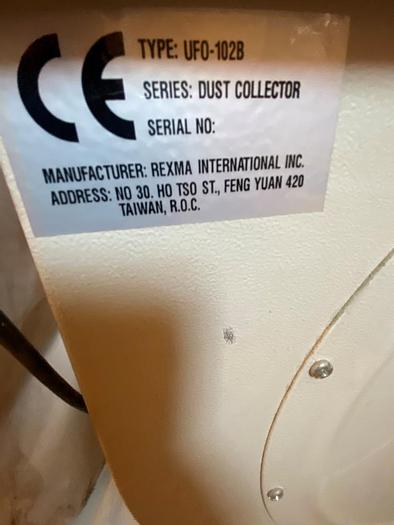 CE
TYPE: UFO-102B
SERIES: DUST COLLECTOR
SERIAL NO:
MANUFACTURER: REXMA INTERNATIONAL INC.
ADDRESS: NO 30. HO TSO ST., FENG YUAN 420
TAIWAN, R.O.C.